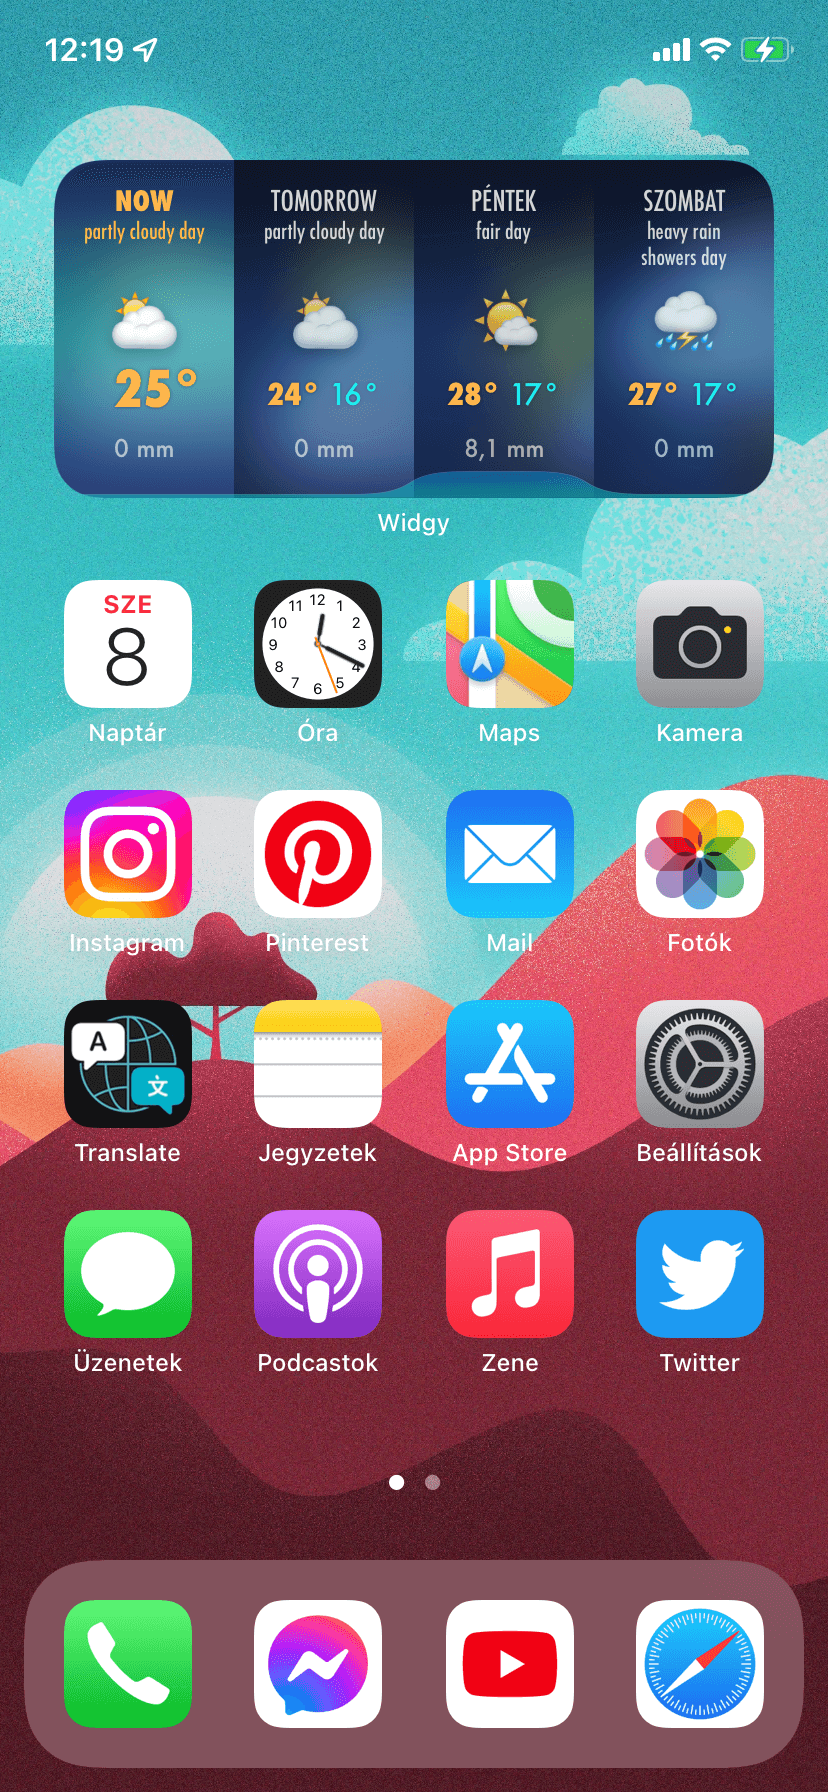 12:19
NOW TOMORROW PÉNTEK SZOMBAT
partly cloudy day partly cloudy day fair day heavy rain
showers day
25° 24° 16° 28° 17° 27° 17°
0 mm 0 mm 8,1 mm 0 mm
Widgy
SZE
8
12 1 2 3 4 5 6 7 8 9 10 11
Naptár Óra Maps Kamera
Instagram Pinterest Mail Fotók
A 文
Translate Jegyzetek App Store Beállítások
Üzenetek Podcastok Zene Twitter